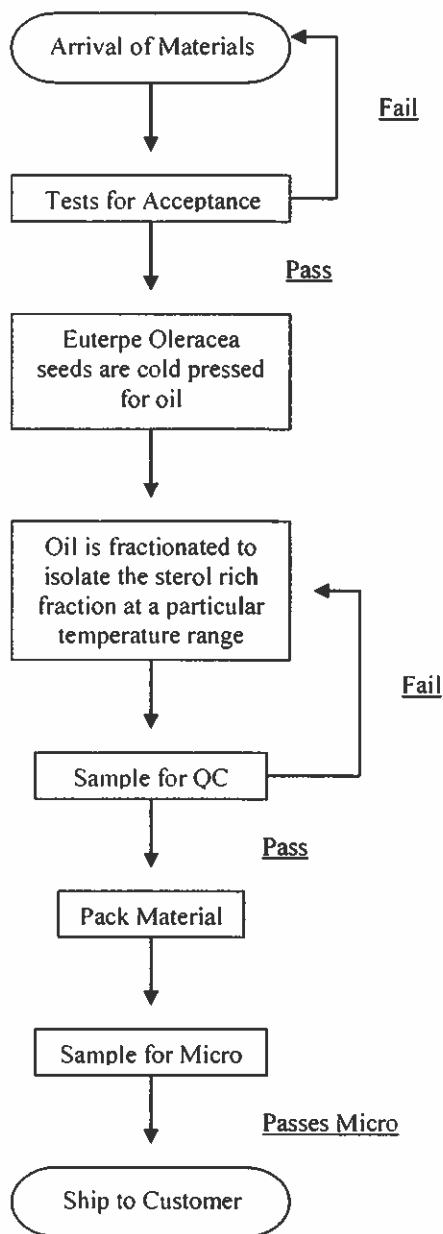 Arrival of Materials
Fail
Tests for Acceptance
Pass
Euterpe Oleracea
seeds are cold pressed
for oil
Oil is fractionated to
isolate the sterol rich
fraction at a particular
temperature range
Fail
Sample for QC
Pass
Pack Material
Sample for Micro
Passes Micro
Ship to Customer